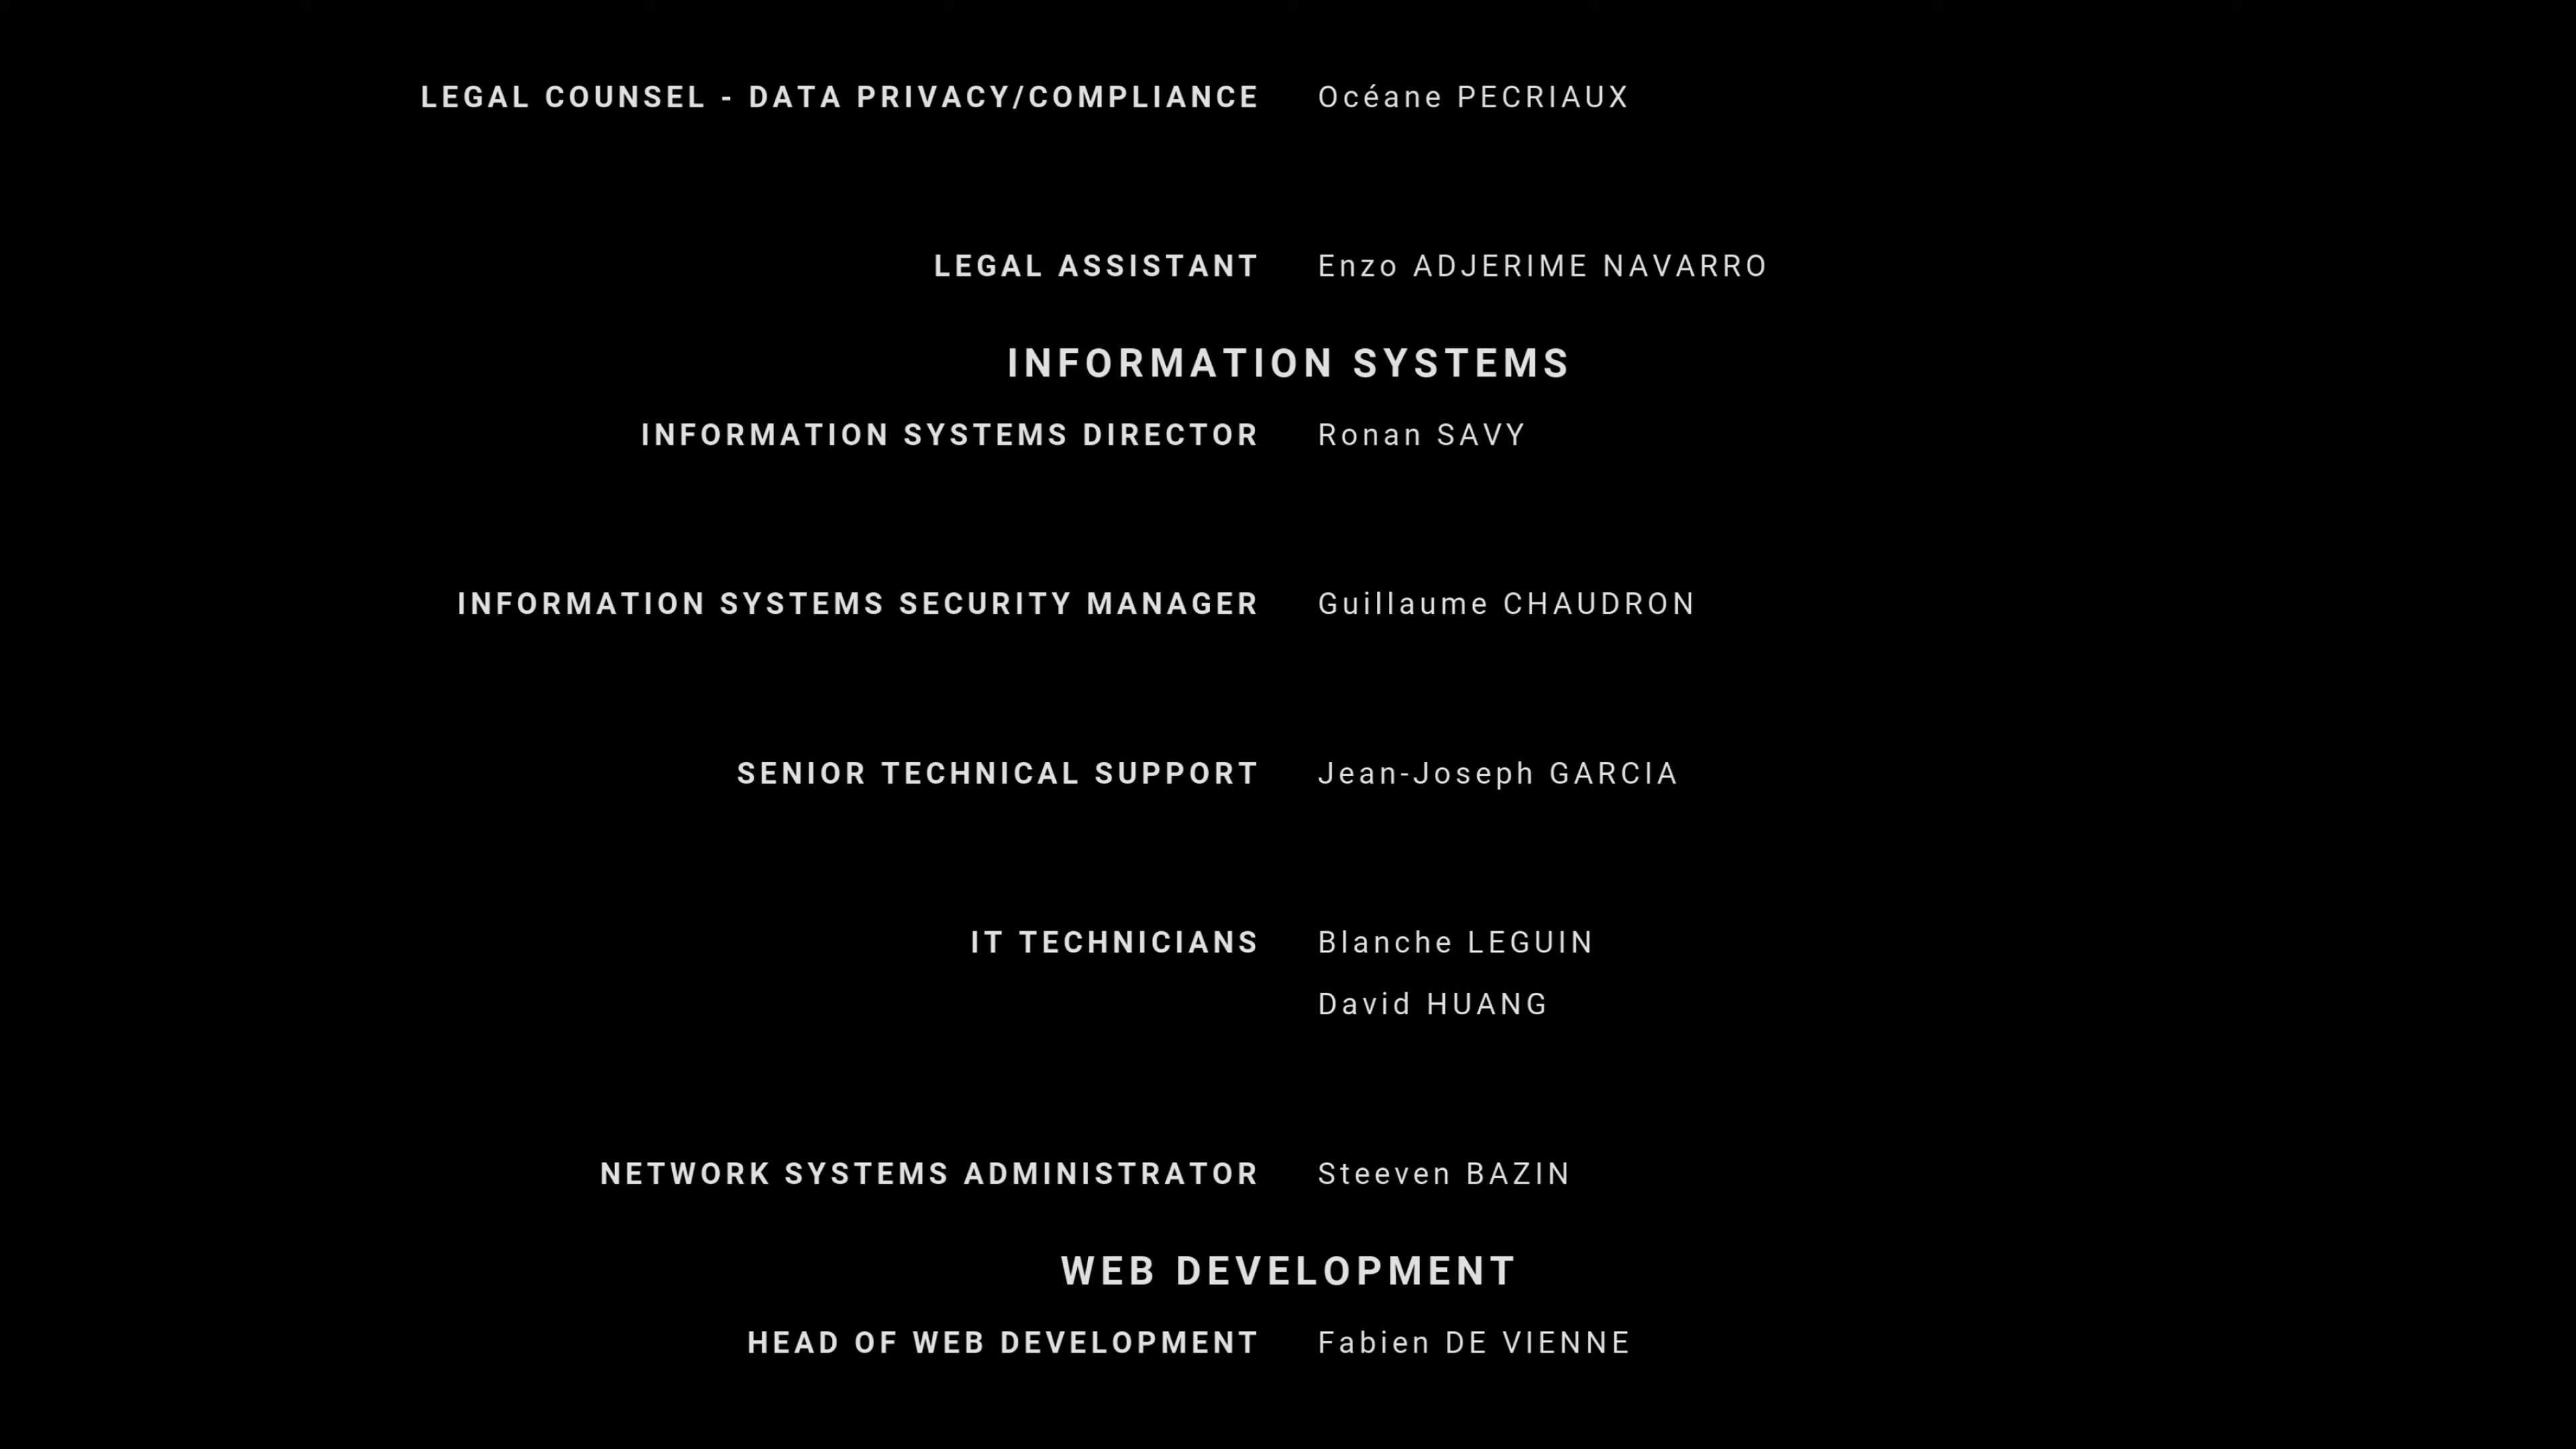 LEGAL COUNSEL - DATA PRIVACY/COMPLIANCE Océane PECRIAUX
LEGAL ASSISTANT Enzo ADJERIME NAVARRO
INFORMATION SYSTEMS
INFORMATION SYSTEMS DIRECTOR Ronan SAVY
INFORMATION SYSTEMS SECURITY MANAGER Guillaume CHAUDRON
SENIOR TECHNICAL SUPPORT Jean-Joseph GARCIA
IT TECHNICIANS Blanche LEGUIN
David HUANG
NETWORK SYSTEMS ADMINISTRATOR Steeven BAZIN
WEB DEVELOPMENT
HEAD OF WEB DEVELOPMENT Fabien DE VIENNE